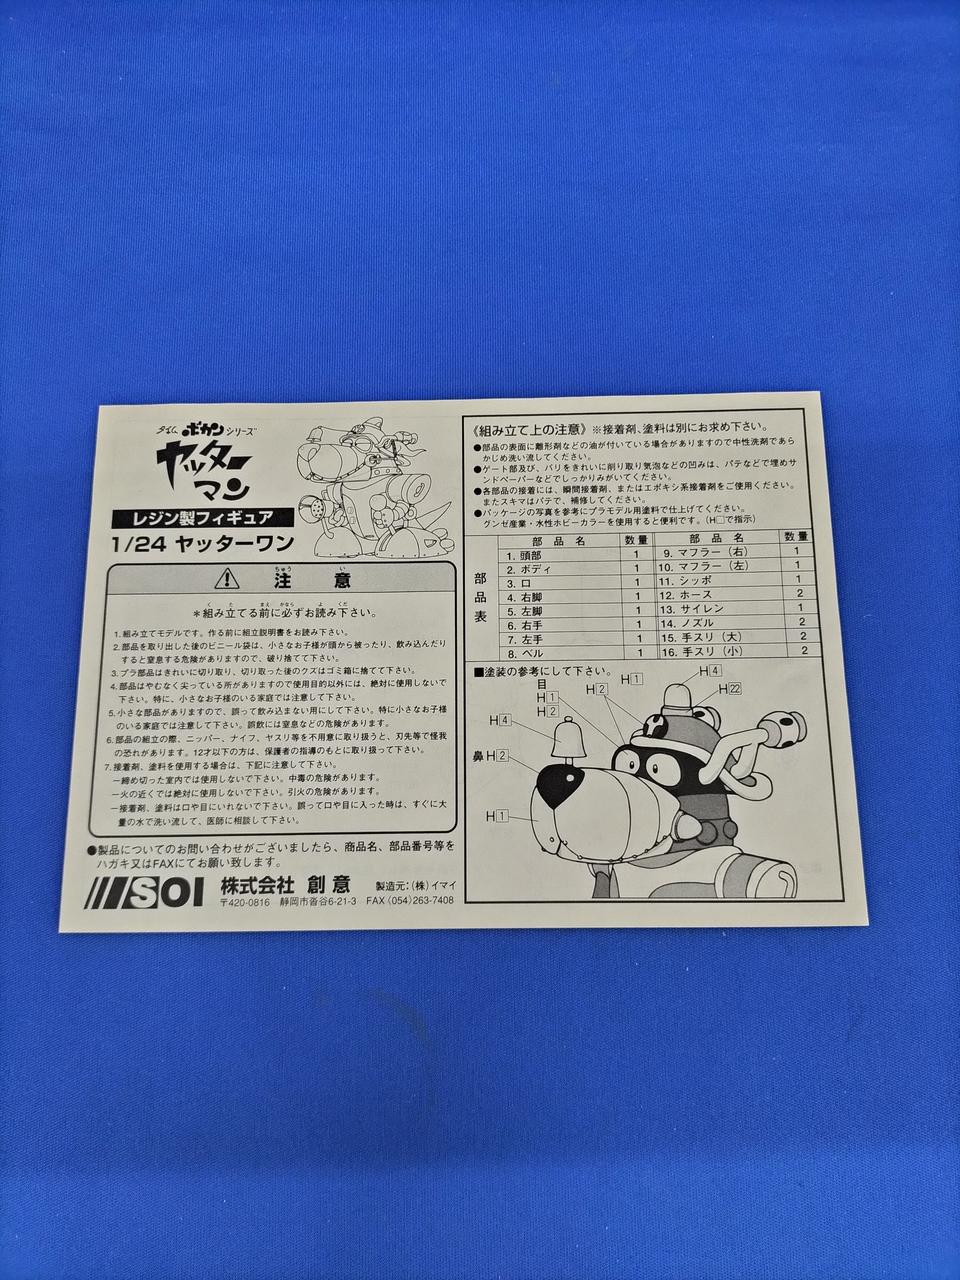 タイム ボカン シリーズ
ヤッター
マン
レジン製フィギュア
1/24 ヤッターワン
注 意
ちゅう い
＊組み立てる前に必ずお読み下さい。
く た まえ かなら よ くだ
1.組み立てモデルです。作る前に組立説明書をお読み下さい。
2.部品を取り出した後のビニール袋は、小さなお子様が頭から被ったり、飲み込んだり
すると窒息する危険がありますので、破り捨てて下さい。
3.プラ部品はきれいに切り取り、切り取った後のクズはゴミ箱に捨てて下さい。
4.部品はやむなく尖っている所がありますので使用目的以外には、絶対に使用しないで
下さい。特に、小さなお子様のいる家庭では注意して下さい。
5.小さな部品がありますので、誤って飲み込まない用にして下さい。特に小さなお子様
のいる家庭では注意して下さい。誤飲には窒息などの危険があります。
6.部品の組立の際、ニッパー、ナイフ、ヤスリ等を不用意に取り扱うと、刃先等で怪我
の恐れがあります。12才以下の方は、保護者の指導のもとに取り扱って下さい。
7.接着剤、塗料を使用する場合は、下記に注意して下さい。
ー締め切った室内では使用しないで下さい。中毒の危険があります。
ー火の近くでは絶対に使用しないで下さい。引火の危険があります。
ー接着剤、塗料は口や目にいれないで下さい。誤って口や目に入った時は、すぐに大
量の水で洗い流して、医師に相談して下さい。
●製品についてのお問い合わせがございましたら、商品名、部品番号等を
ハガキ又はFAXにてお願い致します。
SOI 株式会社 創 意 製造元：(株)イマイ
〒420-0816 静岡市沓谷6-21-3 FAX (054)263-7408
《組み立て上の注意》※接着剤、塗料は別にお求め下さい。
●部品の表面に離形剤などの油が付いている場合がありますので中性洗剤であら
かじめ洗い流してください。
●ゲート部及び、バリをきれいに削り取り気泡などの凹みは、パテなどで埋めサ
ンドペーパーなどでしっかりみがいてください。
●各部品の接着には、瞬間接着剤、またはエポキシ系接着剤をご使用ください。
またスキマはパテで、補修してください。
●パッケージの写真を参考にプラモデル用塗料で仕上げてください。
グンゼ産業・水性ホビーカラーを使用すると便利です。（H□で指示）
部品表
部 品 名 数量 部 品 名 数量
1. 頭部 1 9. マフラー（右） 1
2. ボディ 1 10. マフラー（左） 1
3. 口 1 11. シッポ 1
4. 右脚 1 12. ホース 2
5. 左脚 1 13. サイレン 1
6. 右手 1 14. ノズル 2
7. 左手 1 15. 手スリ（大） 2
8. ベル 1 16. 手スリ（小） 2
■塗装の参考にして下さい。
目
H1
H2
H2
H1
H4
H22
H4
鼻 H2
H1